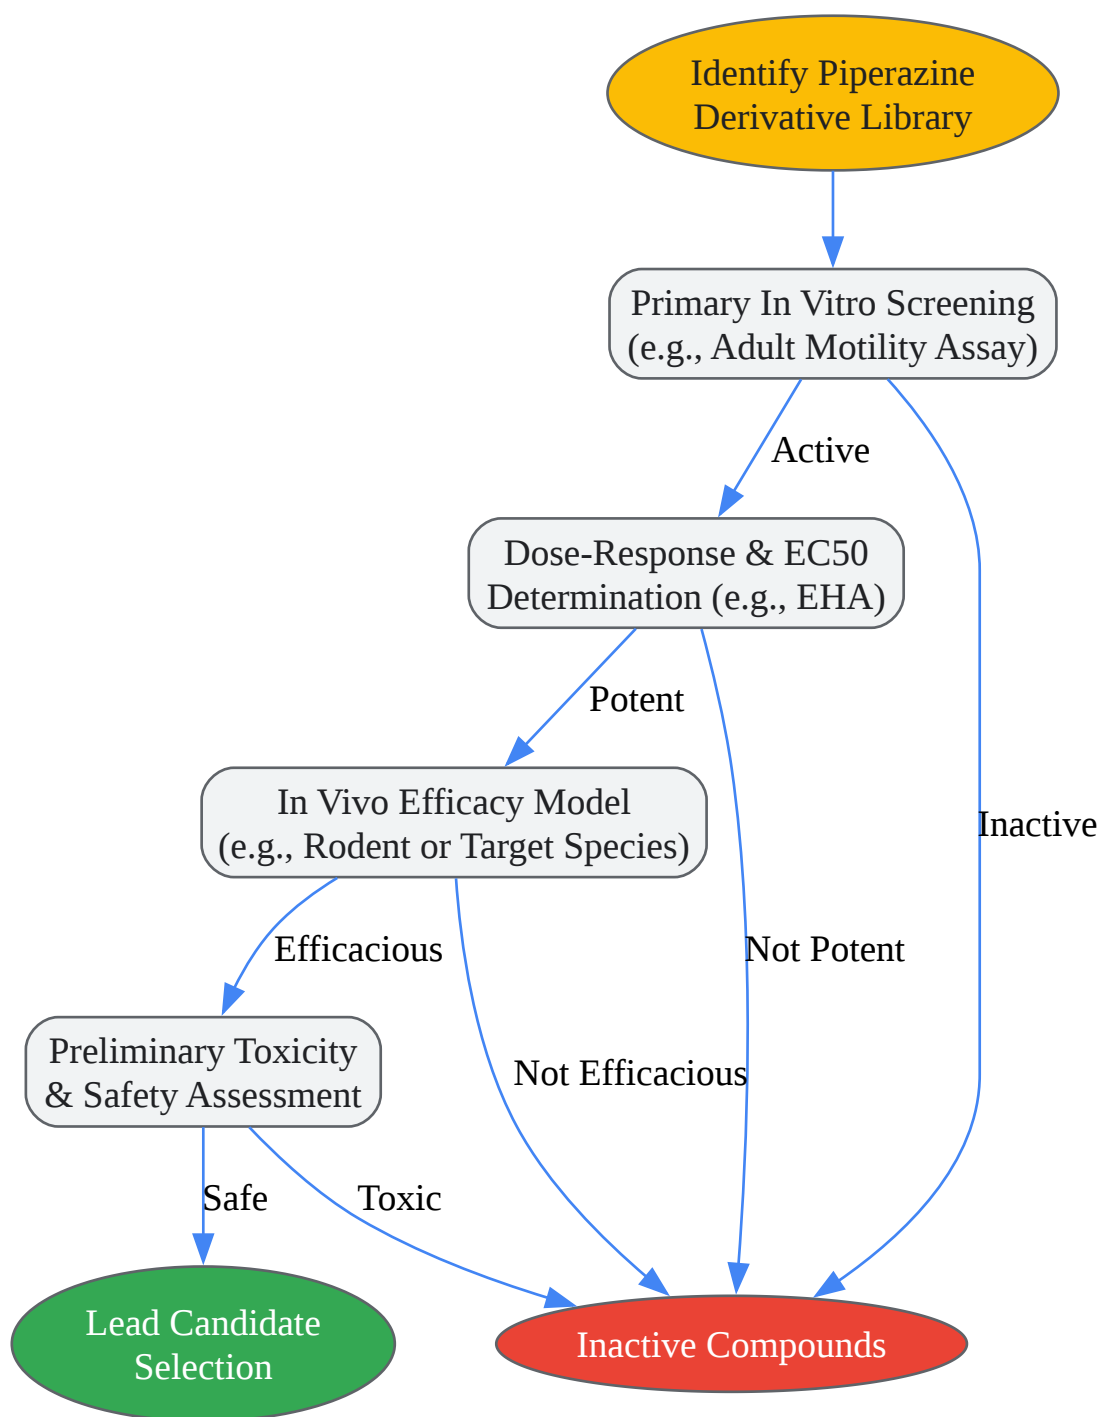 Identify Piperazine
Derivative Library
Primary In Vitro Screening
(e.g., Adult Motility Assay)
Active
Dose-Response & EC50
Determination (e.g., EHA)
Potent
In Vivo Efficacy Model
(e.g., Rodent or Target Species)
Inactive
Efficacious
Not Potent
Preliminary Toxicity
& Safety Assessment
Not Efficacious
Safe
Toxic
Lead Candidate
Selection
Inactive Compounds